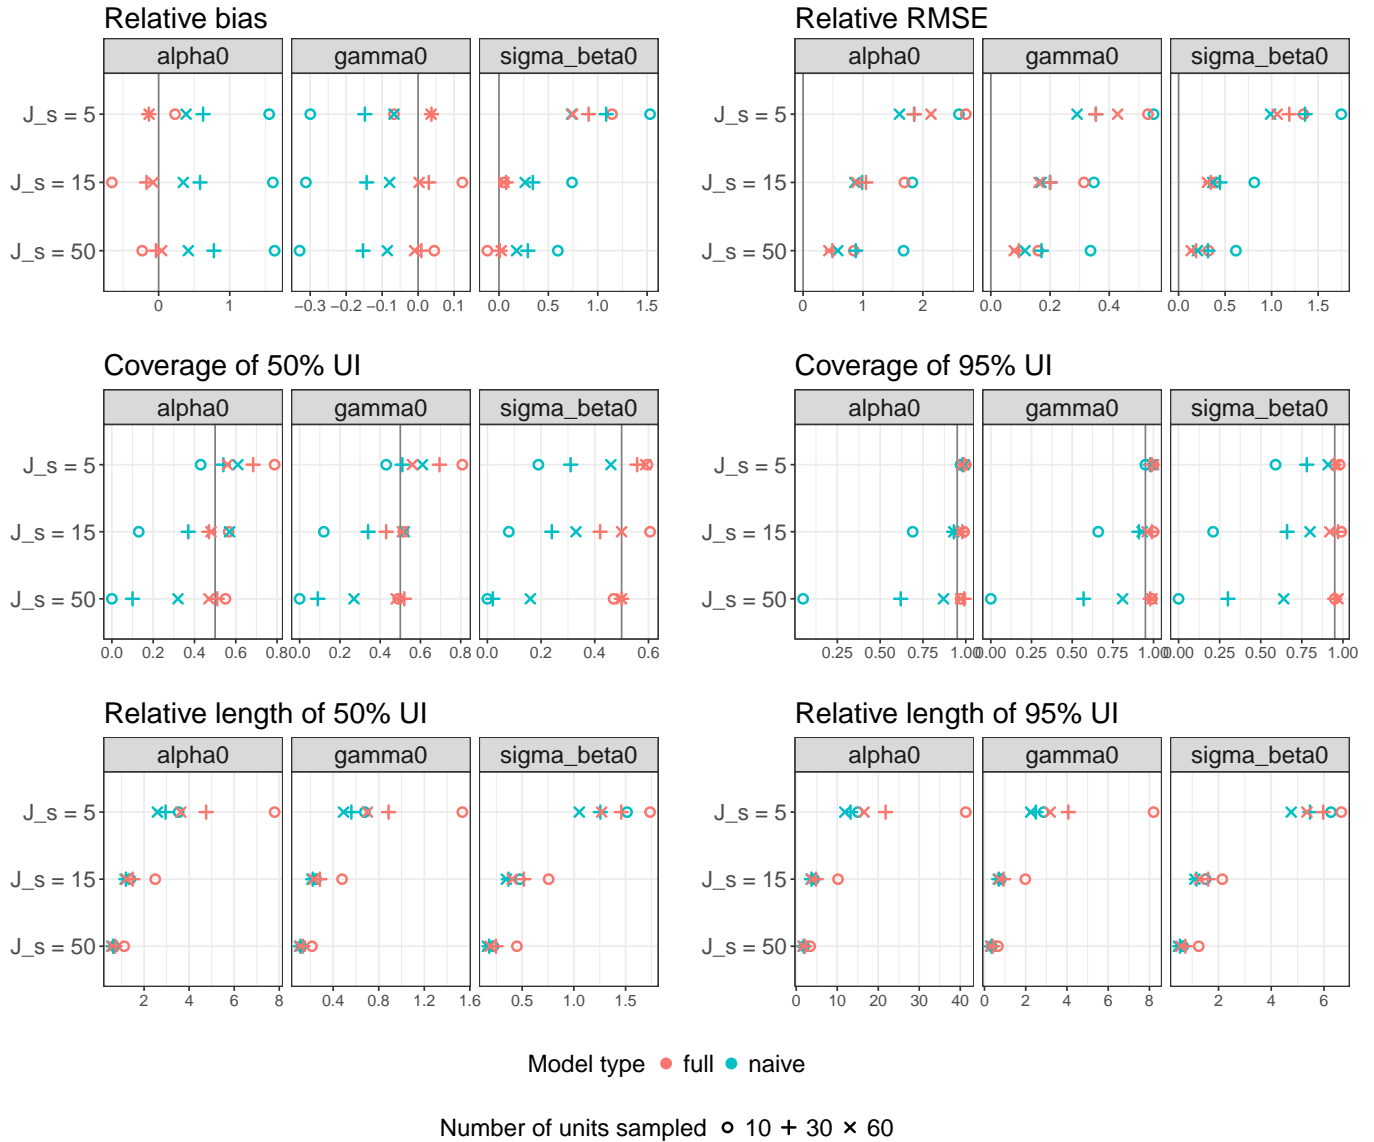 Relative bias
Relative RMSE
alpha0 gamma0 sigma_beta0
alpha0 gamma0 sigma_beta0
J_s = 5
J_s = 15
J_s = 50
J_s = 5
J_s = 15
J_s = 50
0 1 −0.3 −0.2 −0.1 0.0 0.1 0.0 0.5 1.0 1.5
0 1 2 0.0 0.2 0.4 0.0 0.5 1.0 1.5
Coverage of 50% UI
Coverage of 95% UI
alpha0 gamma0 sigma_beta0
alpha0 gamma0 sigma_beta0
J_s = 5
J_s = 15
J_s = 50
J_s = 5
J_s = 15
J_s = 50
0.0 0.2 0.4 0.6 0.8 0.0 0.2 0.4 0.6 0.8 0.0 0.2 0.4 0.6
0.25 0.50 0.75 1.00 0.00 0.25 0.50 0.75 1.00 0.00 0.25 0.50 0.75 1.00
Relative length of 50% UI
Relative length of 95% UI
alpha0 gamma0 sigma_beta0
alpha0 gamma0 sigma_beta0
J_s = 5
J_s = 15
J_s = 50
J_s = 5
J_s = 15
J_s = 50
2 4 6 8 0.4 0.8 1.2 1.6 0.5 1.0 1.5
0 10 20 30 40 0 2 4 6 8 2 4 6
Model type full naive
Number of units sampled 10 30 60